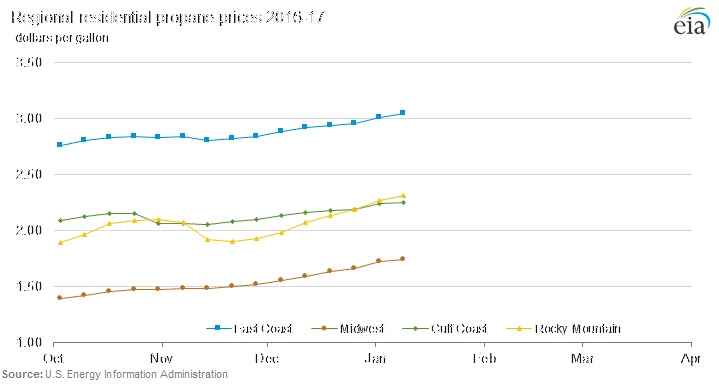 Regional residential propane prices 2016-17
dollars per gallon
eia
3.50
3.00
2.50
2.00
1.50
1.00
East Coast Midwest Gulf Coast Rocky Mountain
Oct Nov Dec Jan Feb Mar Apr
Source: U.S. Energy Information Administration